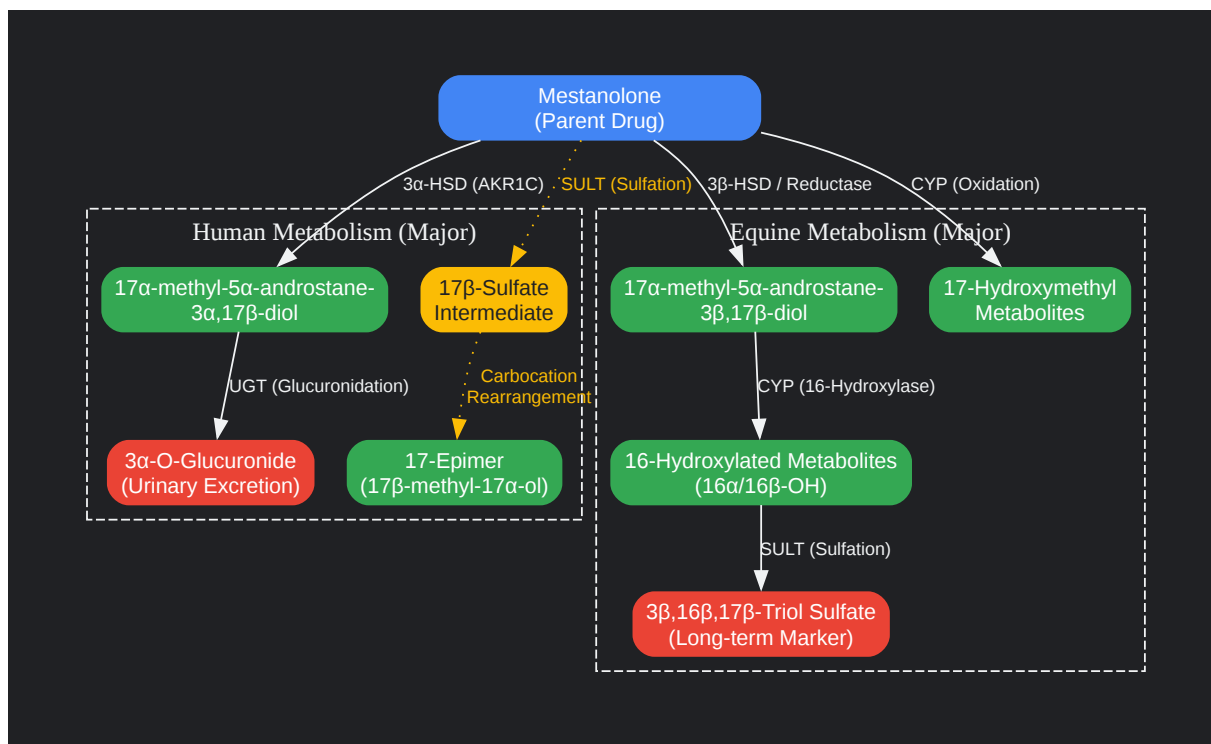 Mestanolone
(Parent Drug)
3α-HSD (AKR1C)
SULT (Sulfation)
3β-HSD / Reductase
CYP (Oxidation)
Human Metabolism (Major)
Equine Metabolism (Major)
17α-methyl-5α-androstane-
3α,17β-diol
17β-Sulfate
Intermediate
17α-methyl-5α-androstane-
3β,17β-diol
17-Hydroxymethyl
Metabolites
UGT (Glucuronidation)
Carbocation
Rearrangement
CYP (16-Hydroxylase)
3α-O-Glucuronide
(Urinary Excretion)
17-Epimer
(17β-methyl-17α-ol)
16-Hydroxylated Metabolites
(16α/16β-OH)
SULT (Sulfation)
3β,16β,17β-Triol Sulfate
(Long-term Marker)